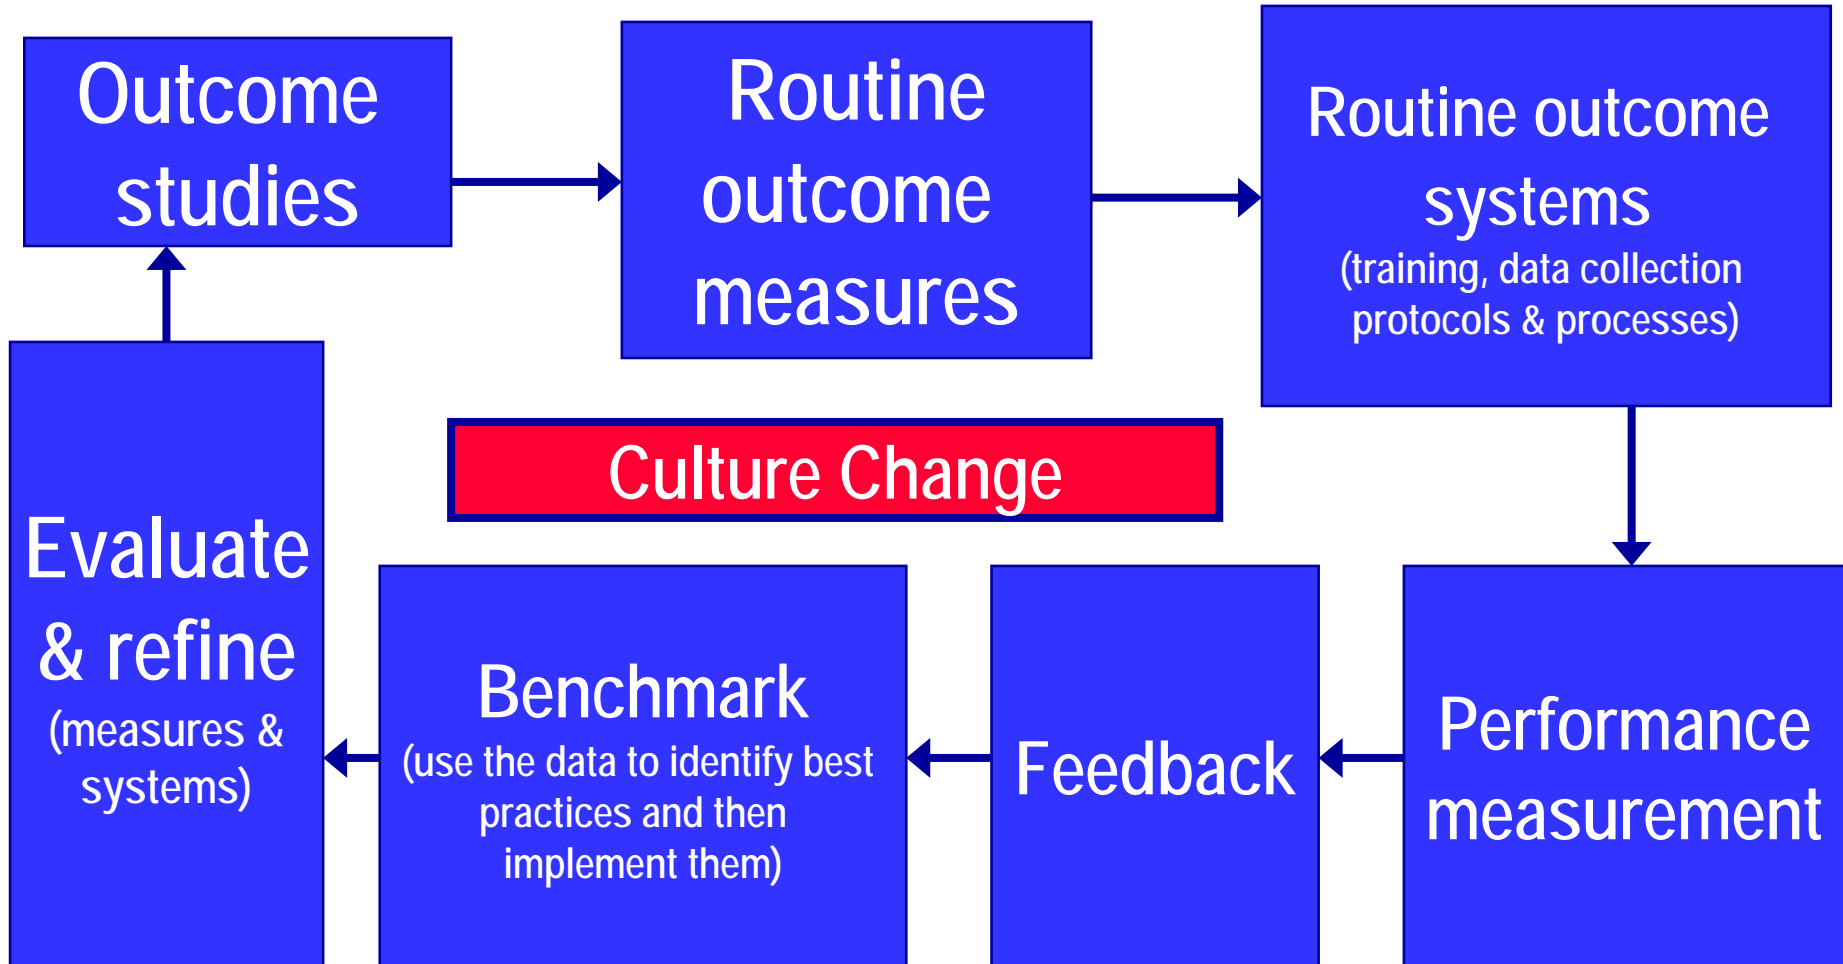 Outcome
studies
Routine
outcome
measures
Routine outcome
systems
(training, data collection
protocols & processes)
Culture Change
Evaluate
& refine
(measures &
systems)
Benchmark
(use the data to identify best
practices and then
implement them)
Feedback
Performance
measurement